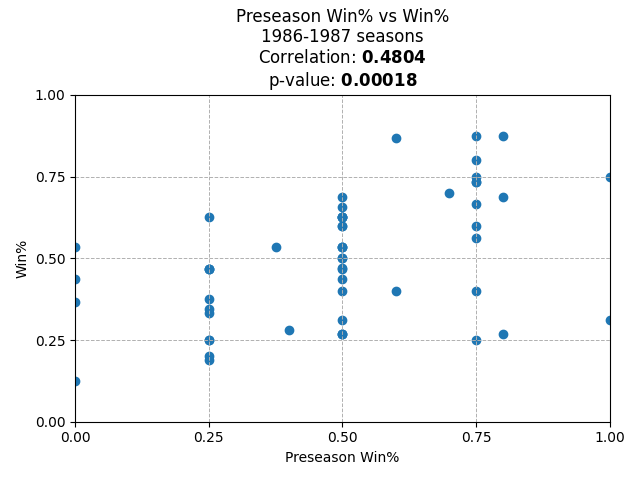 Preseason Win% vs Win%
1986-1987 seasons
Correlation: 0.4804
p-value: 0.00018
Win%
1.00
0.75
0.50
0.25
0.00
0.00 0.25 0.50 0.75 1.00
Preseason Win%